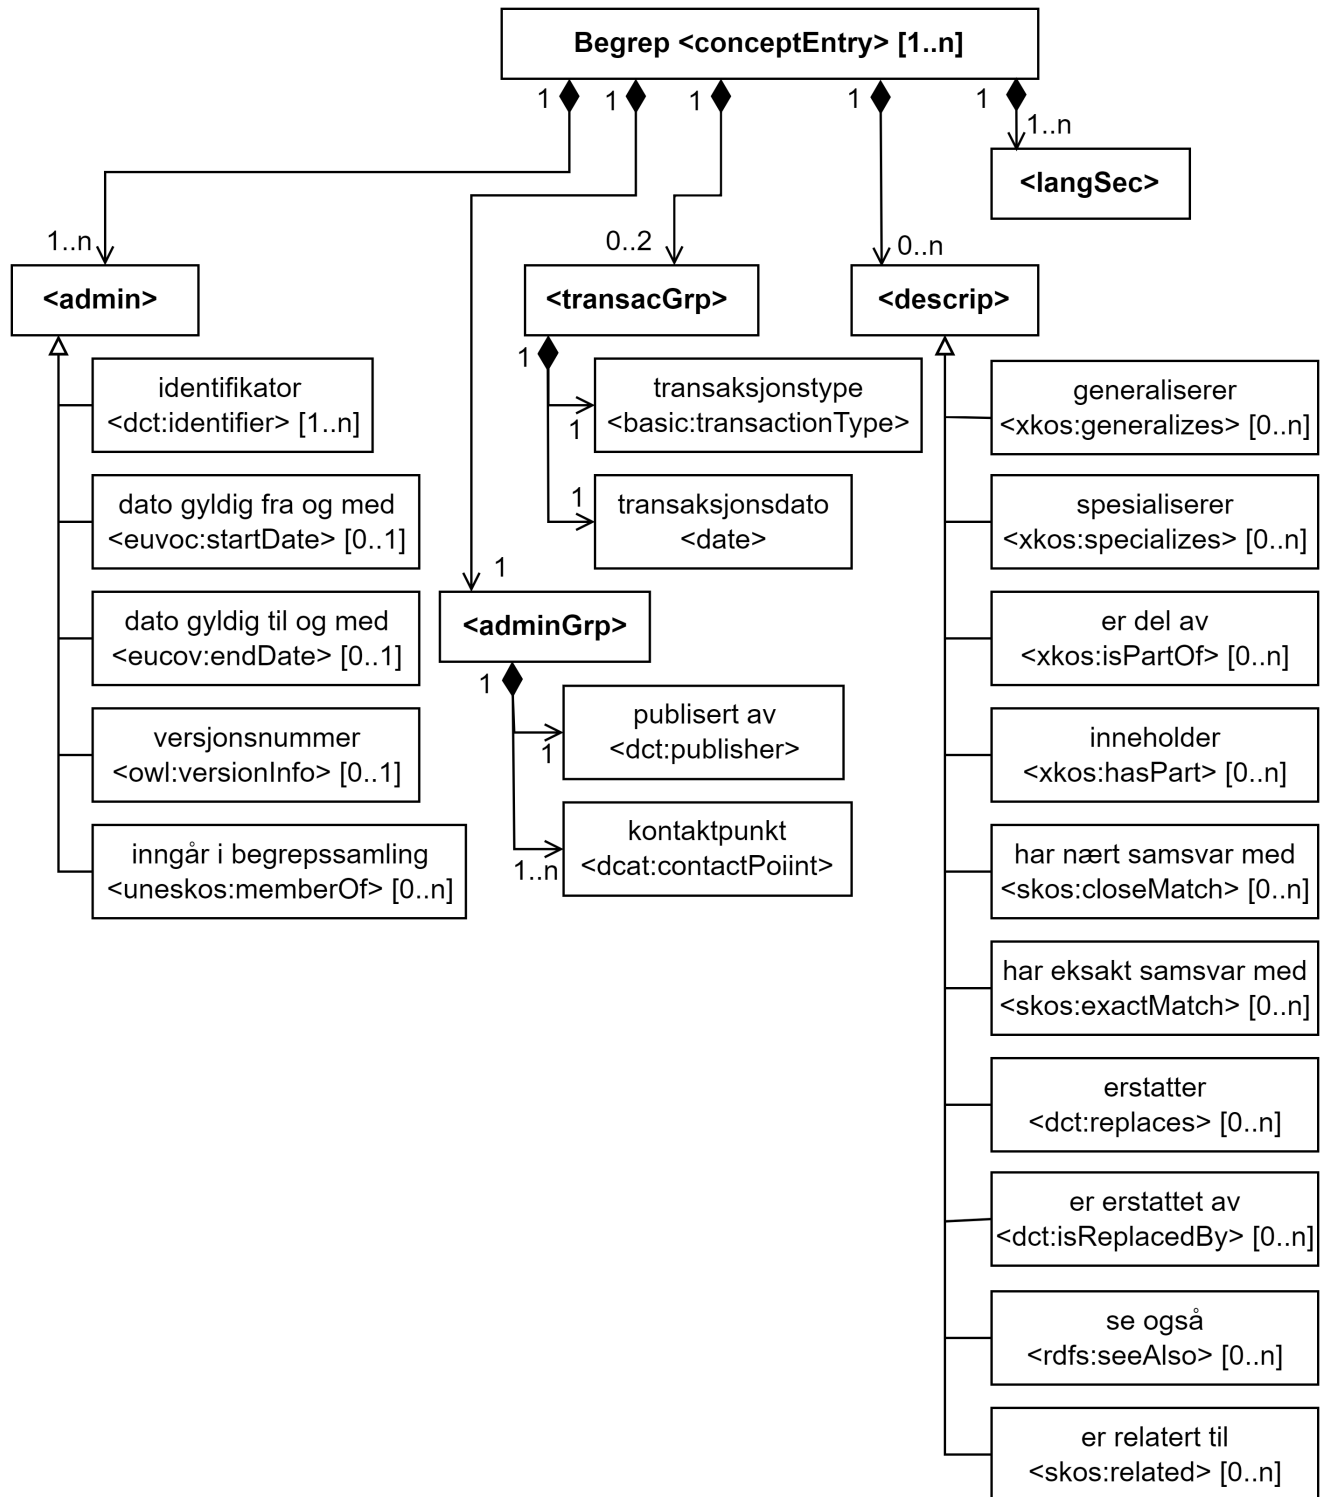 Begrep <conceptEntry> [1..n]
1
1
1
1
1
1..n
<langSec>
1..n
0..2
0..n
<admin>
<transacGrp>
<descrip>
identifikator
<dct:identifier> [1..n]
dato gyldig fra og med
<euvoc:startDate> [0..1]
dato gyldig til og med
<eucov:endDate> [0..1]
versjonsnummer
<owl:versionInfo> [0..1]
inngår i begrepssamling
<uneskos:memberOf> [0..n]
1
transaksjonstype
<basic:transactionType>
1
1
transaksjonsdato
<date>
1
<adminGrp>
1
publisert av
<dct:publisher>
1
kontaktpunkt
<dcat:contactPoiint>
1..n
generaliserer
<xkos:generalizes> [0..n]
spesialiserer
<xkos:specializes> [0..n]
er del av
<xkos:isPartOf> [0..n]
inneholder
<xkos:hasPart> [0..n]
har nært samsvar med
<skos:closeMatch> [0..n]
har eksakt samsvar med
<skos:exactMatch> [0..n]
erstatter
<dct:replaces> [0..n]
er erstattet av
<dct:isReplacedBy> [0..n]
se også
<rdfs:seeAlso> [0..n]
er relatert til
<skos:related> [0..n]